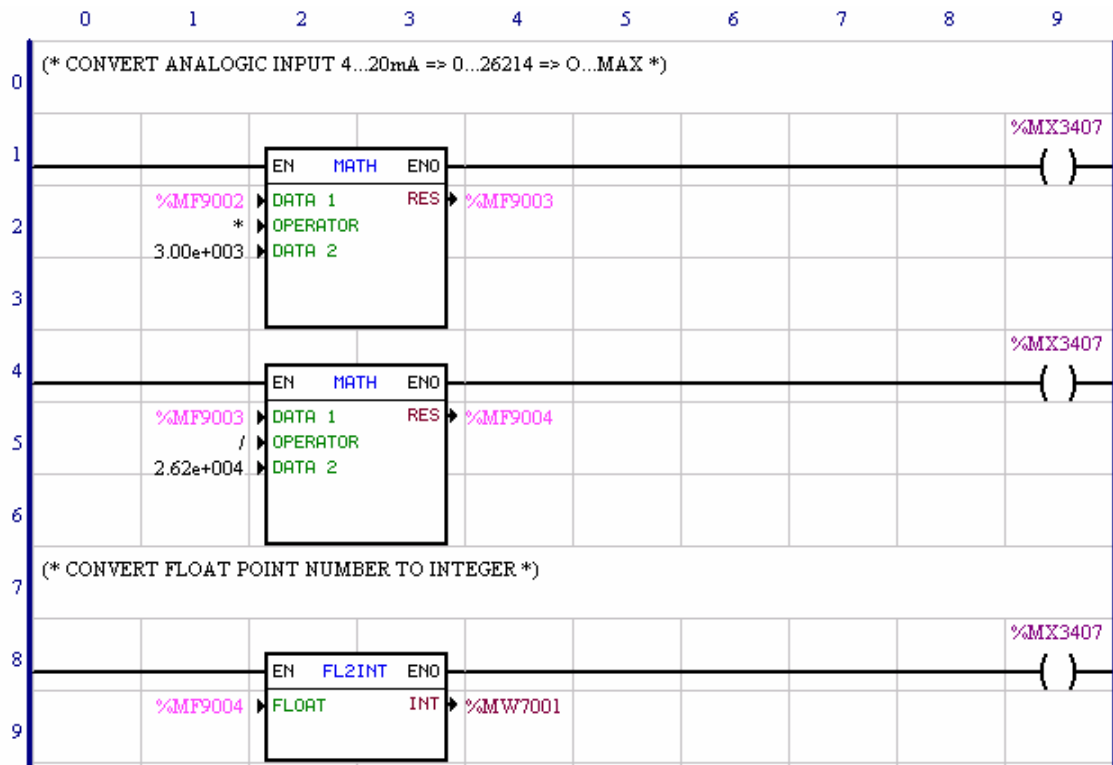 0 1 2 3 4 5 6 7 8 9
0 (* CONVERT ANALOGIC INPUT 4...20mA => 0...26214 => O...MAX *)
%MX3407
1 EN MATH ENO ( )
%MF9002 DATA 1 RES %MF9003
2 * OPERATOR
3.00e+003 DATA 2
3
%MX3407
4 EN MATH ENO ( )
%MF9003 DATA 1 RES %MF9004
5 / OPERATOR
2.62e+004 DATA 2
6
(* CONVERT FLOAT POINT NUMBER TO INTEGER *)
7
%MX3407
8 EN FL2INT ENO ( )
%MF9004 FLOAT INT %MW7001
9